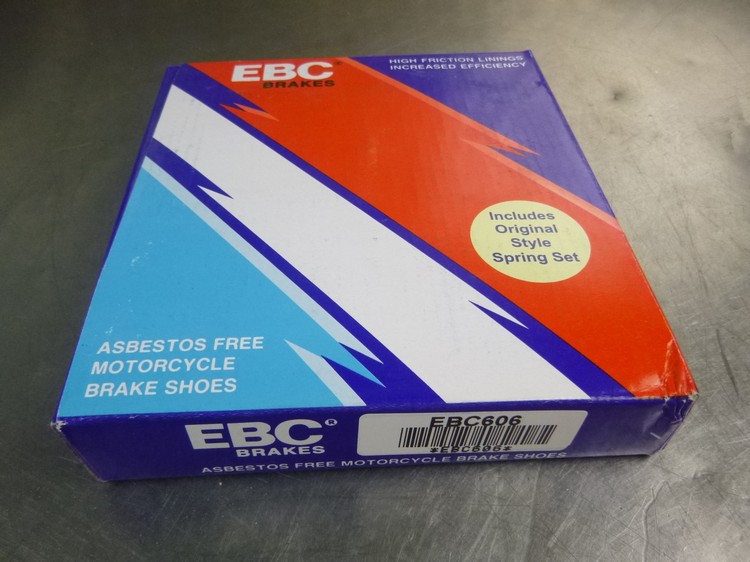 EBC®
BRAKES
HIGH FRICTION LININGS
INCREASED EFFICIENCY
Includes
Original
Style
Spring Set
ASBESTOS FREE
MOTORCYCLE
BRAKE SHOES
EBC®
BRAKES
EBC606
ASBESTOS FREE MOTORCYCLE BRAKE SHOES